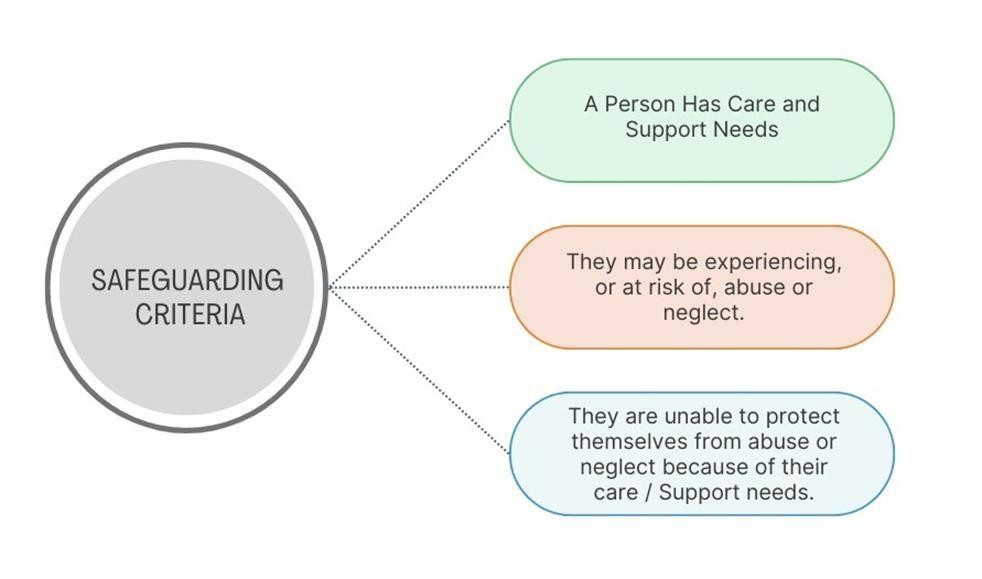 SAFEGUARDING
CRITERIA
A Person Has Care and
Support Needs
They may be experiencing,
or at risk of, abuse or
neglect.
They are unable to protect
themselves from abuse or
neglect because of their
care / Support needs.